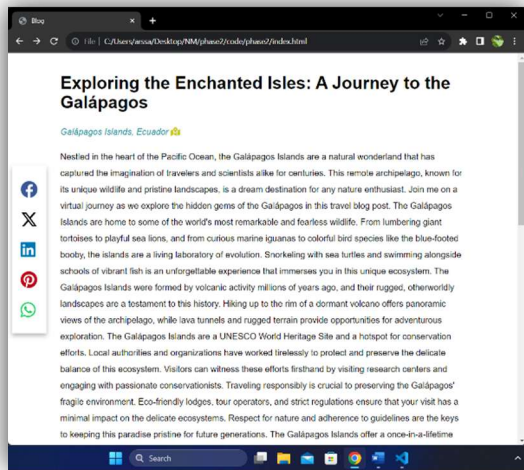 Blog
File | C:/Users/arssa/Desktop/NM/phase2/code/phase2/index.html
Exploring the Enchanted Isles: A Journey to the
Galápagos
Galápagos Islands, Ecuador
Nestled in the heart of the Pacific Ocean, the Galápagos Islands are a natural wonderland that has
captured the imagination of travelers and scientists alike for centuries. This remote archipelago, known for
its unique wildlife and pristine landscapes, is a dream destination for any nature enthusiast. Join me on a
virtual journey as we explore the hidden gems of the Galápagos in this travel blog post. The Galápagos
Islands are home to some of the world's most remarkable and fearless wildlife. From lumbering giant
tortoises to playful sea lions, and from curious marine iguanas to colorful bird species like the blue-footed
booby, the islands are a living laboratory of evolution. Snorkeling with sea turtles and swimming alongside
schools of vibrant fish is an unforgettable experience that immerses you in this unique ecosystem. The
Galápagos Islands were formed by volcanic activity millions of years ago, and their rugged, otherworldly
landscapes are a testament to this history. Hiking up to the rim of a dormant volcano offers panoramic
views of the archipelago, while lava tunnels and rugged terrain provide opportunities for adventurous
exploration. The Galápagos Islands are a UNESCO World Heritage Site and a hotspot for conservation
efforts. Local authorities and organizations have worked tirelessly to protect and preserve the delicate
balance of this ecosystem. Visitors can witness these efforts firsthand by visiting research centers and
engaging with passionate conservationists. Traveling responsibly is crucial to preserving the Galápagos'
fragile environment. Eco-friendly lodges, tour operators, and strict regulations ensure that your visit has a
minimal impact on the delicate ecosystems. Respect for nature and adherence to guidelines are the keys
to keeping this paradise pristine for future generations. The Galápagos Islands offer a once-in-a-lifetime
Search